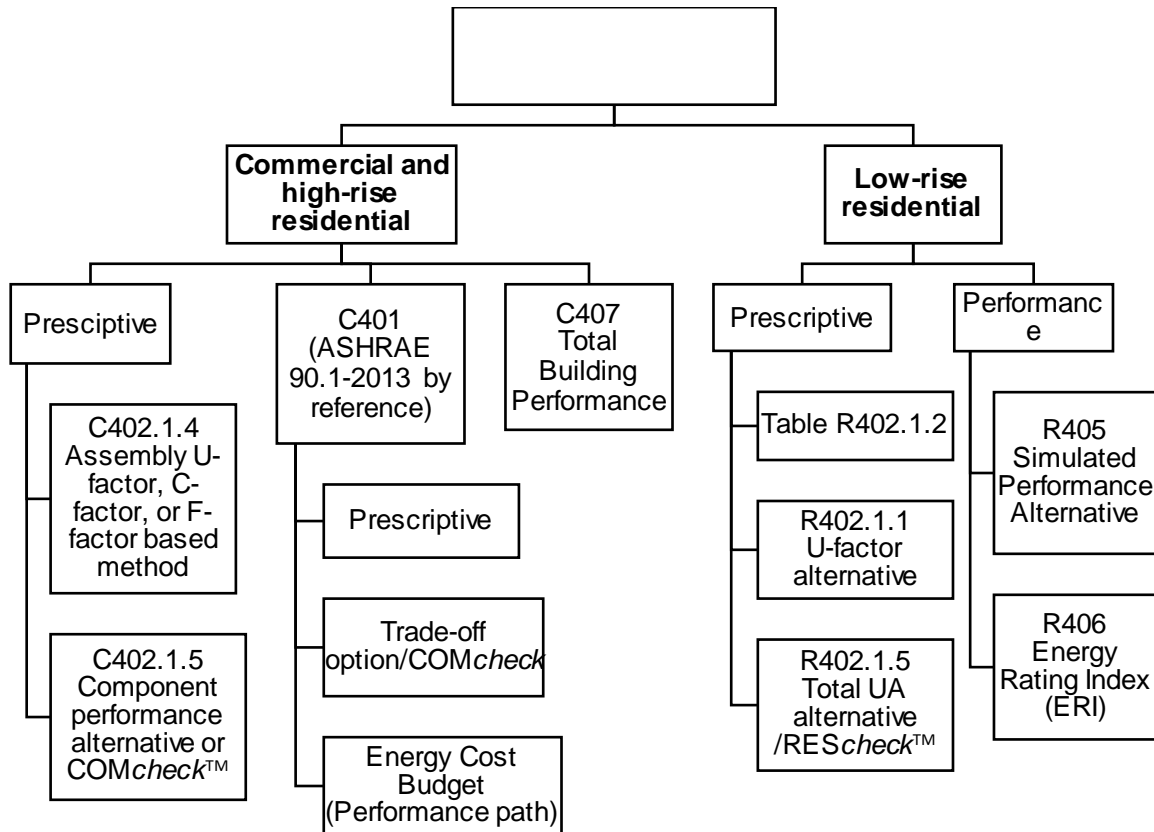 Commercial and
high-rise
residential
Low-rise
residential
Presciptive
C401
(ASHRAE
90.1-2013 by
reference)
C407
Total
Building
Performance
Prescriptive
Performanc
e
C402.1.4
Assembly U-
factor, C-
factor, or F-
factor based
method
C402.1.5
Component
performance
alternative or
COMcheck™
Prescriptive
Trade-off
option/COMcheck
Energy Cost
Budget
(Performance path)
Table R402.1.2
R402.1.1
U-factor
alternative
R402.1.5
Total UA
alternative
/REScheck™
R405
Simulated
Performance
Alternative
R406
Energy
Rating Index
(ERI)